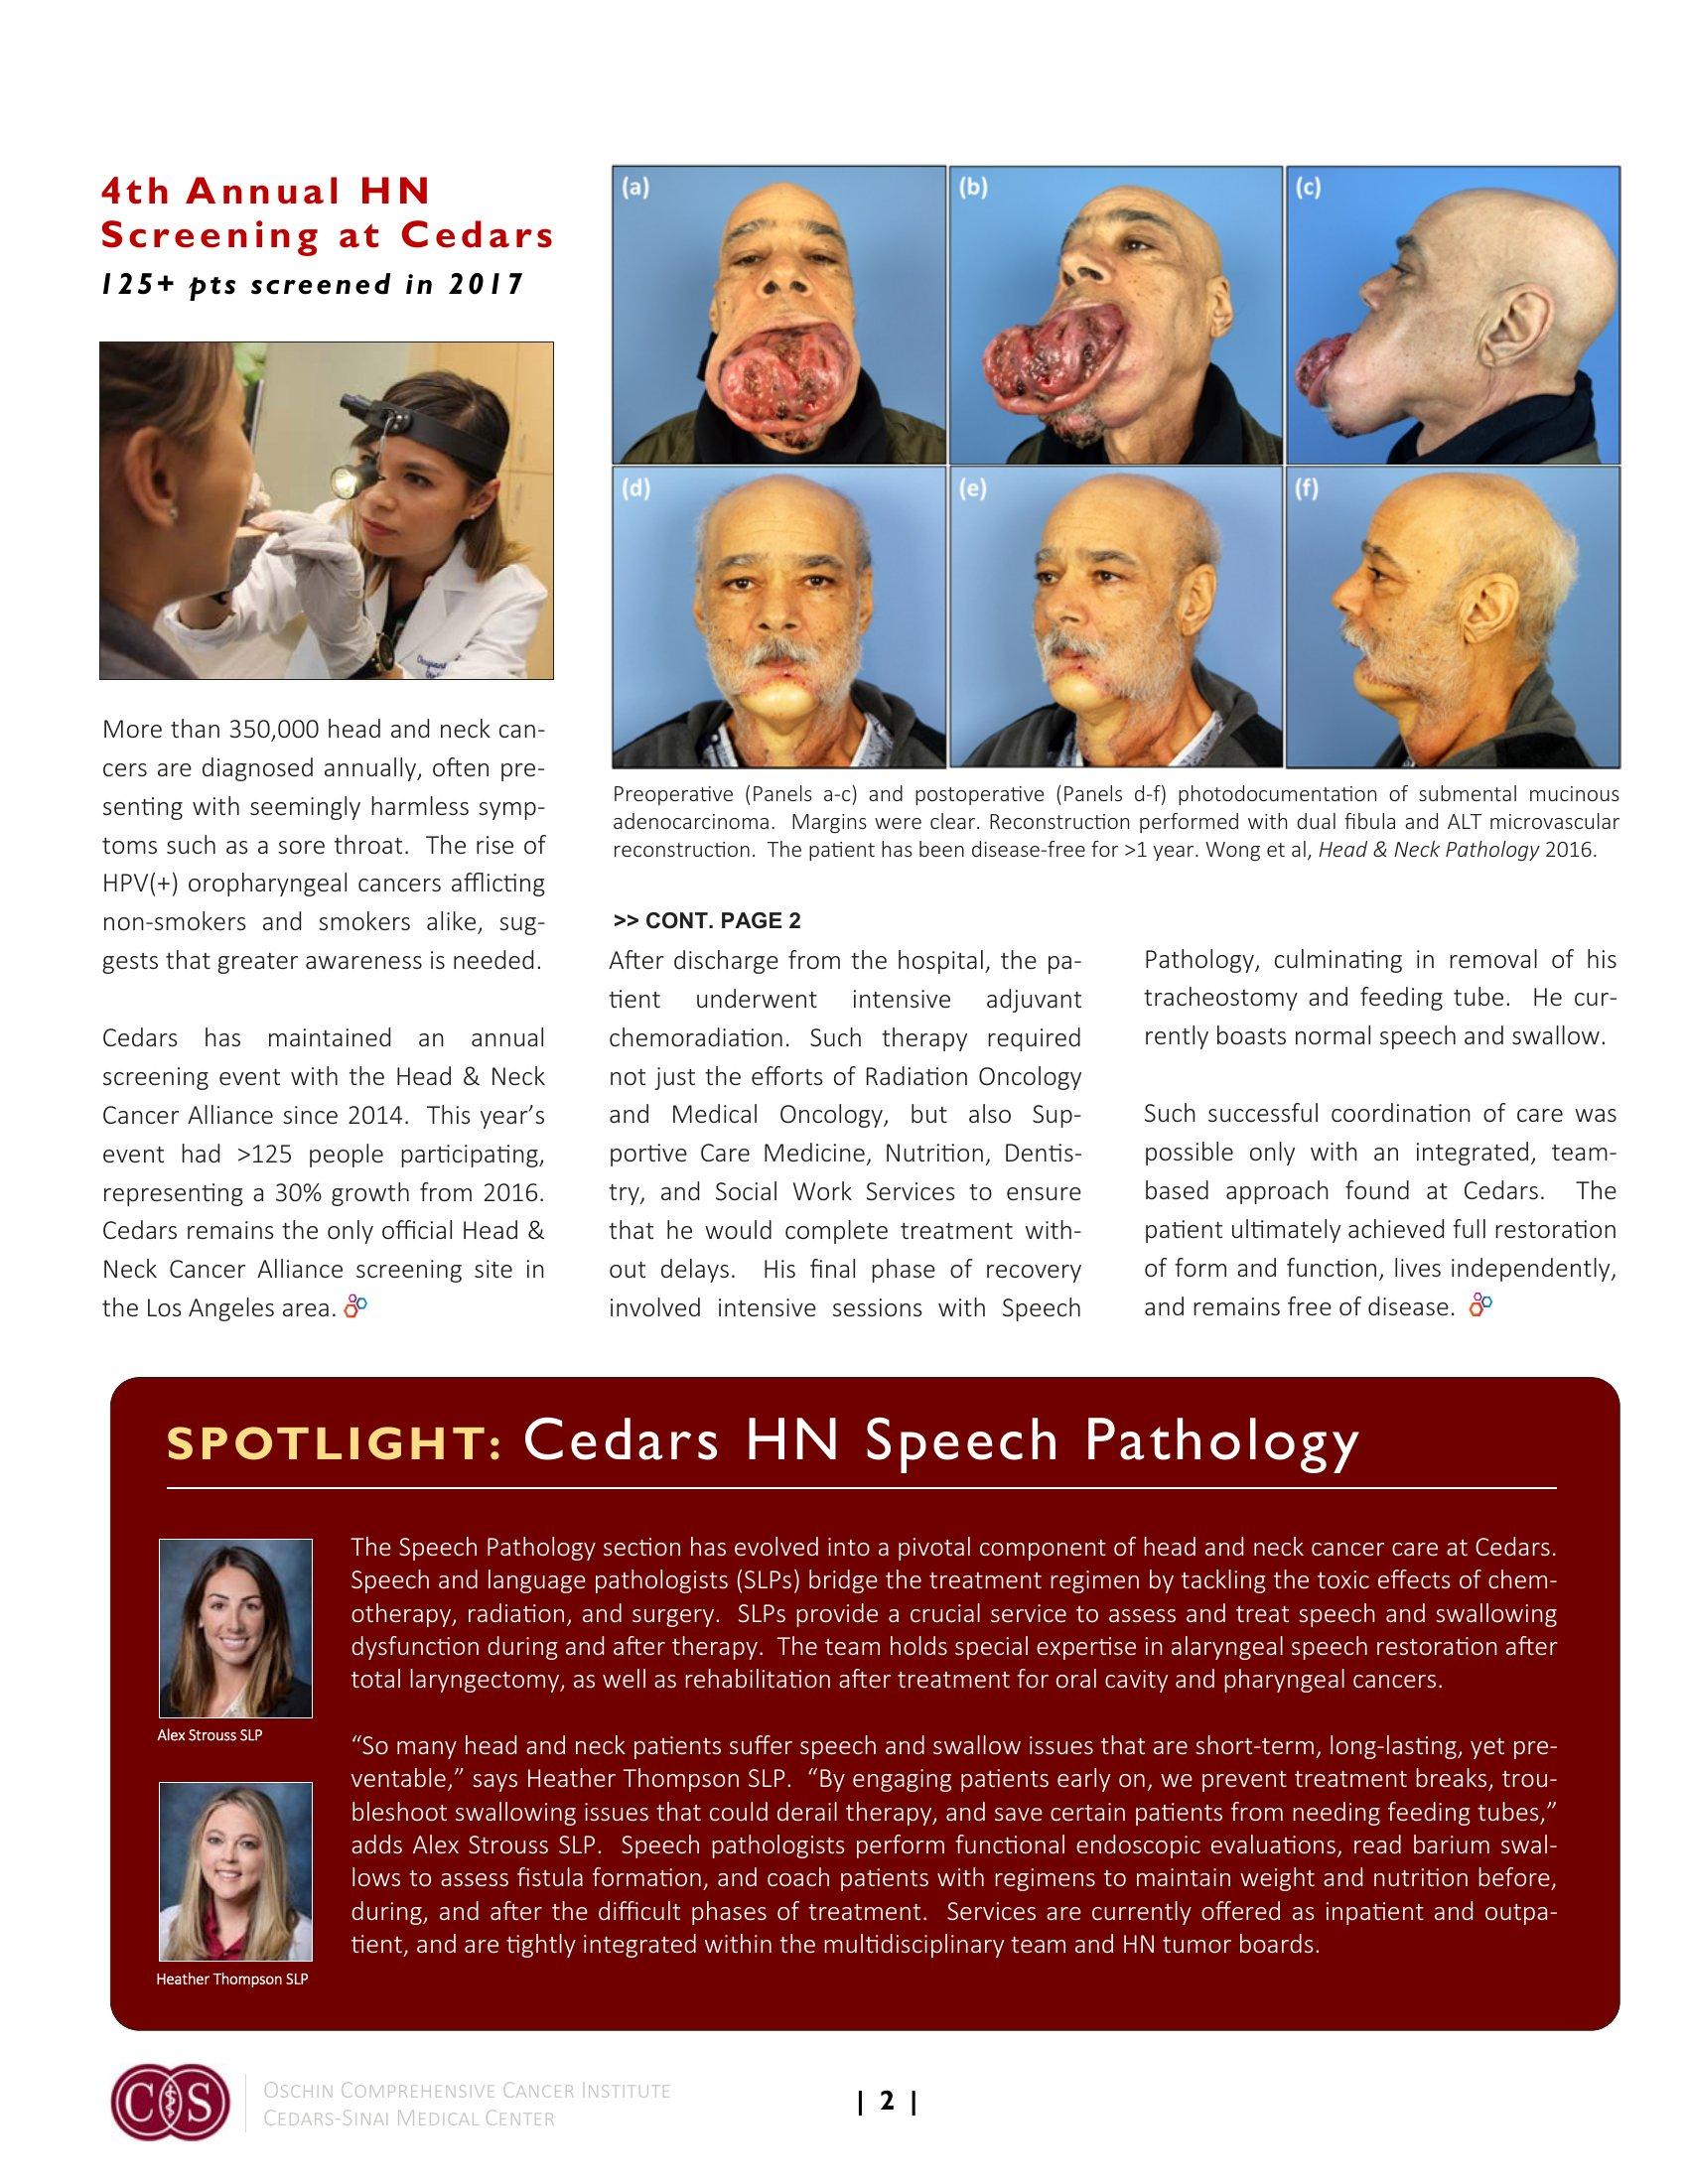 4th Annual HN
Screening at Cedars
125+ pts screened in 2017
More than 350,000 head and neck can-
cers are diagnosed annually, often pre-
senting with seemingly harmless symp-
toms such as a sore throat. The rise of
HPV(+) oropharyngeal cancers afflicting
non-smokers and smokers alike, sug-
gests that greater awareness is needed.
Cedars has maintained an annual
screening event with the Head & Neck
Cancer Alliance since 2014. This year’s
event had >125 people participating,
representing a 30% growth from 2016.
Cedars remains the only official Head &
Neck Cancer Alliance screening site in
the Los Angeles area.
(a)
(b)
(c)
(d)
(e)
(f)
Preoperative (Panels a-c) and postoperative (Panels d-f) photodocumentation of submental mucinous
adenocarcinoma. Margins were clear. Reconstruction performed with dual fibula and ALT microvascular
reconstruction. The patient has been disease-free for >1 year. Wong et al, Head & Neck Pathology 2016.
>> CONT. PAGE 2
After discharge from the hospital, the pa-
tient underwent intensive adjuvant
chemoradiation. Such therapy required
not just the efforts of Radiation Oncology
and Medical Oncology, but also Sup-
portive Care Medicine, Nutrition, Dentis-
try, and Social Work Services to ensure
that he would complete treatment with-
out delays. His final phase of recovery
involved intensive sessions with Speech
Pathology, culminating in removal of his
tracheostomy and feeding tube. He cur-
rently boasts normal speech and swallow.
Such successful coordination of care was
possible only with an integrated, team-
based approach found at Cedars. The
patient ultimately achieved full restoration
of form and function, lives independently,
and remains free of disease.
SPOTLIGHT: Cedars HN Speech Pathology
Alex Strouss SLP
Heather Thompson SLP
The Speech Pathology section has evolved into a pivotal component of head and neck cancer care at Cedars.
Speech and language pathologists (SLPs) bridge the treatment regimen by tackling the toxic effects of chem-
otherapy, radiation, and surgery. SLPs provide a crucial service to assess and treat speech and swallowing
dysfunction during and after therapy. The team holds special expertise in alaryngeal speech restoration after
total laryngectomy, as well as rehabilitation after treatment for oral cavity and pharyngeal cancers.
“So many head and neck patients suffer speech and swallow issues that are short-term, long-lasting, yet pre-
ventable,” says Heather Thompson SLP. “By engaging patients early on, we prevent treatment breaks, trou-
bleshoot swallowing issues that could derail therapy, and save certain patients from needing feeding tubes,”
adds Alex Strouss SLP. Speech pathologists perform functional endoscopic evaluations, read barium swal-
lows to assess fistula formation, and coach patients with regimens to maintain weight and nutrition before,
during, and after the difficult phases of treatment. Services are currently offered as inpatient and outpa-
tient, and are tightly integrated within the multidisciplinary team and HN tumor boards.
CS
OSCHIN COMPREHENSIVE CANCER INSTITUTE
CEDARS-SINAI MEDICAL CENTER
| 2 |